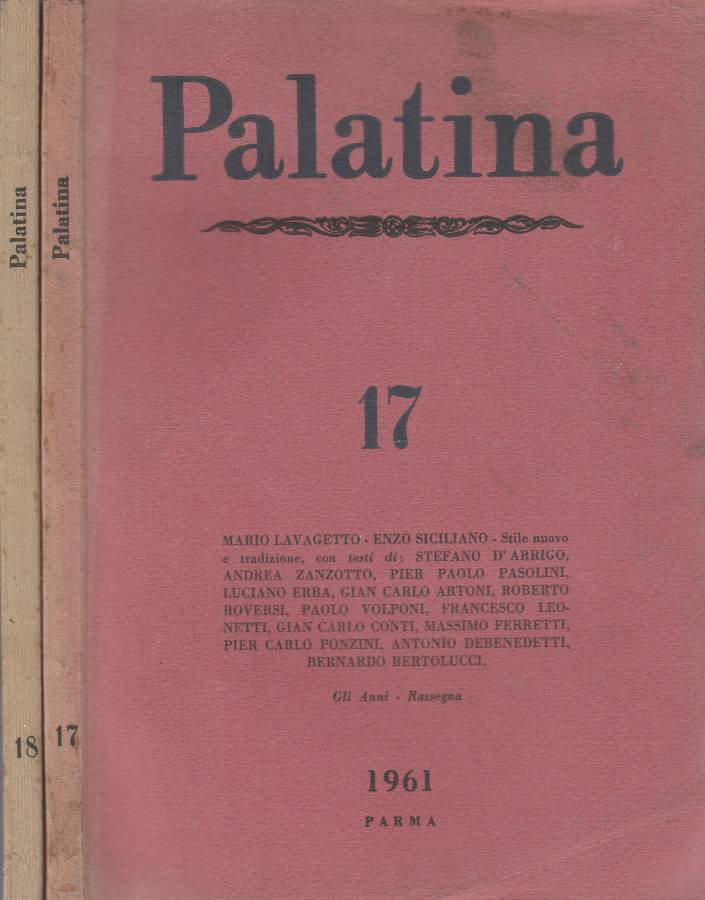 Palatina
18
Palatina
17
Palatina
17
MARIO LAVAGETTO - ENZO SICILIANO - Stile nuovo
e tradizione, con testi di: STEFANO D'ARRIGO,
ANDREA ZANZOTTO, PIER PAOLO PASOLINI,
LUCIANO ERBA, GIAN CARLO ARTONI, ROBERTO
ROVERSI, PAOLO VOLPONI, FRANCESCO LEO-
NETTI, GIAN CARLO CONTI, MASSIMO FERRETTI,
PIER CARLO PONZINI, ANTONIO DEBENEDETTI,
BERNARDO BERTOLUCCI.
Gli Anni - Rassegna
1961
PARMA